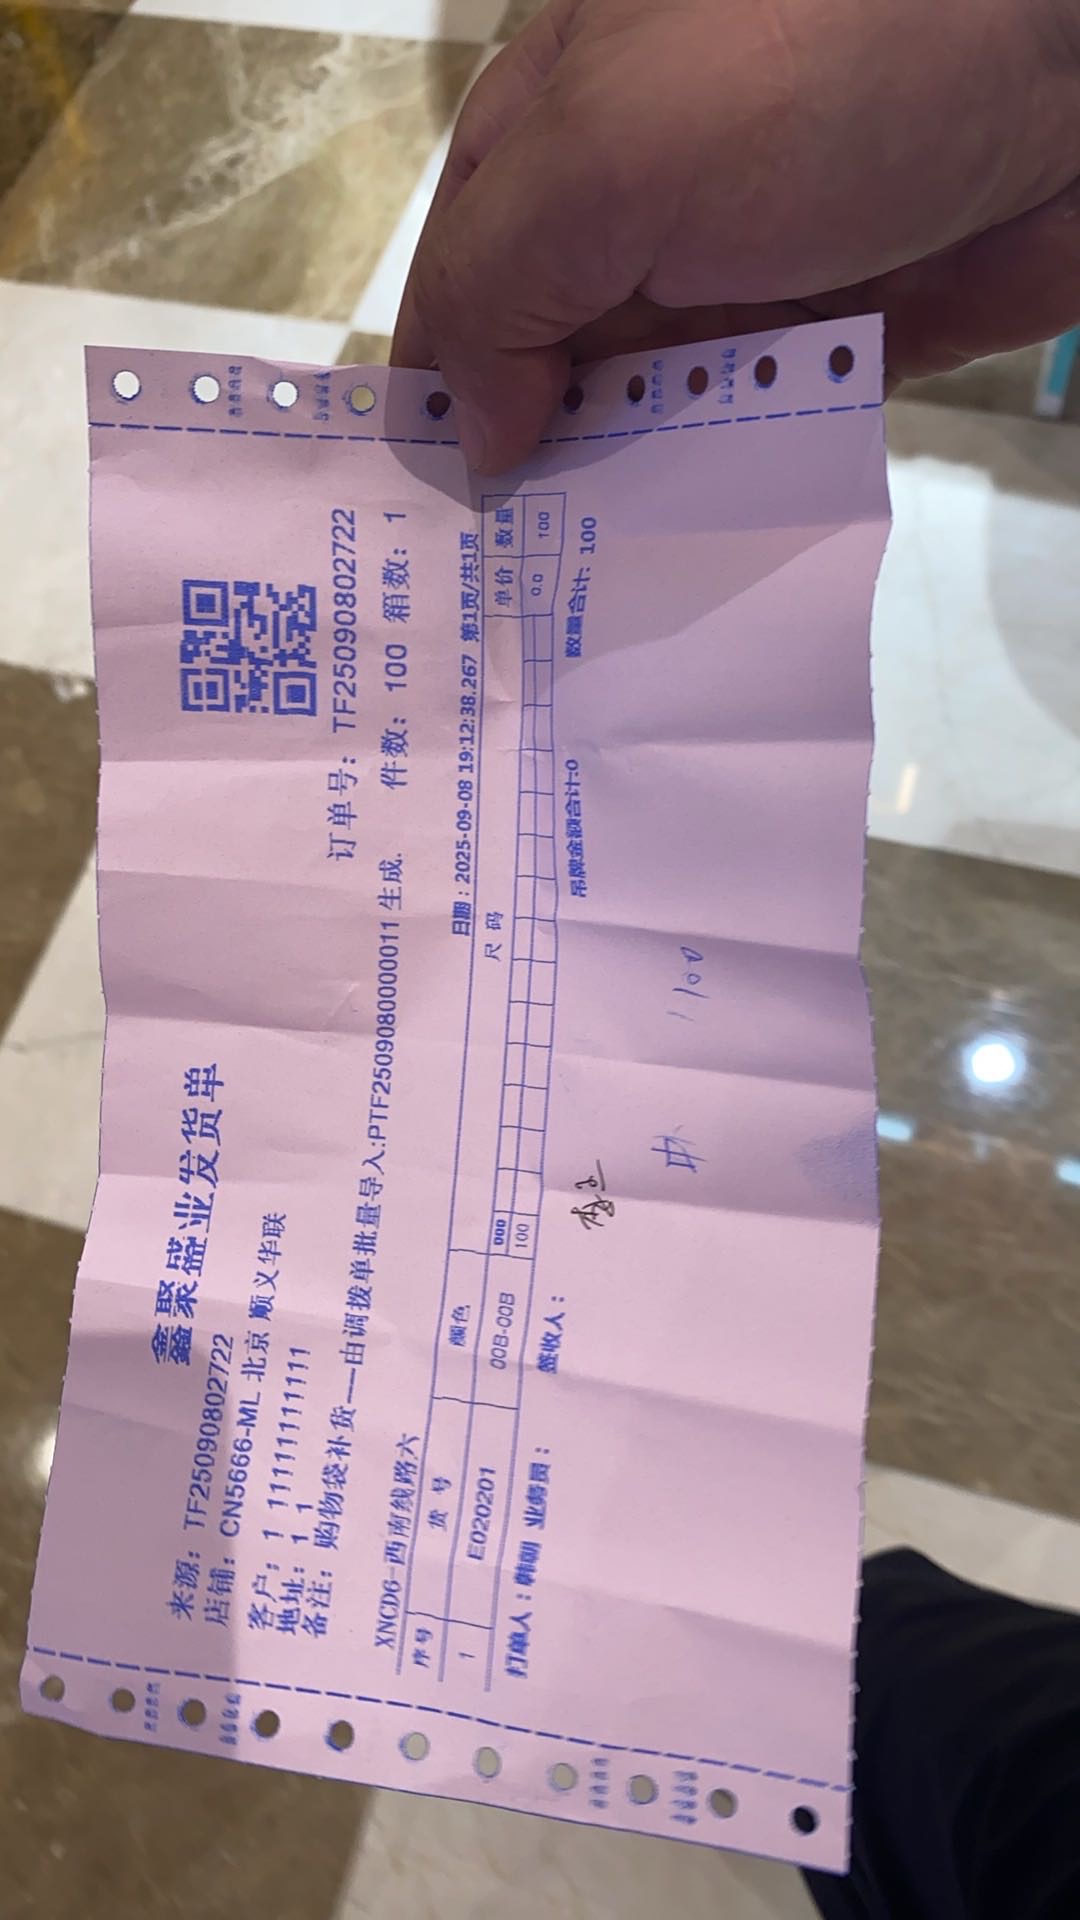 鑫聚盛业发货单
来源: TF25090802722
店铺: CN5666-ML 北京 顺义华联
客户: 1 11111111111
地址: 1 1
订单号: TF25090802722
备注: 购物袋补货——由调拨单批量导入:PTF2509080000011 生成. 件数: 100 箱数: 1
XNCD6-西南线路六 日期: 2025-09-08 19:12:38.267 第1页/共1页
序号 货 号 颜色 尺 码 单价 数量
000
1 E020201 00B-00B 100 0.0 100
打单人: 韩朝 业务员: 签收人: 吊牌金额合计:0 数量合计: 100
1 100